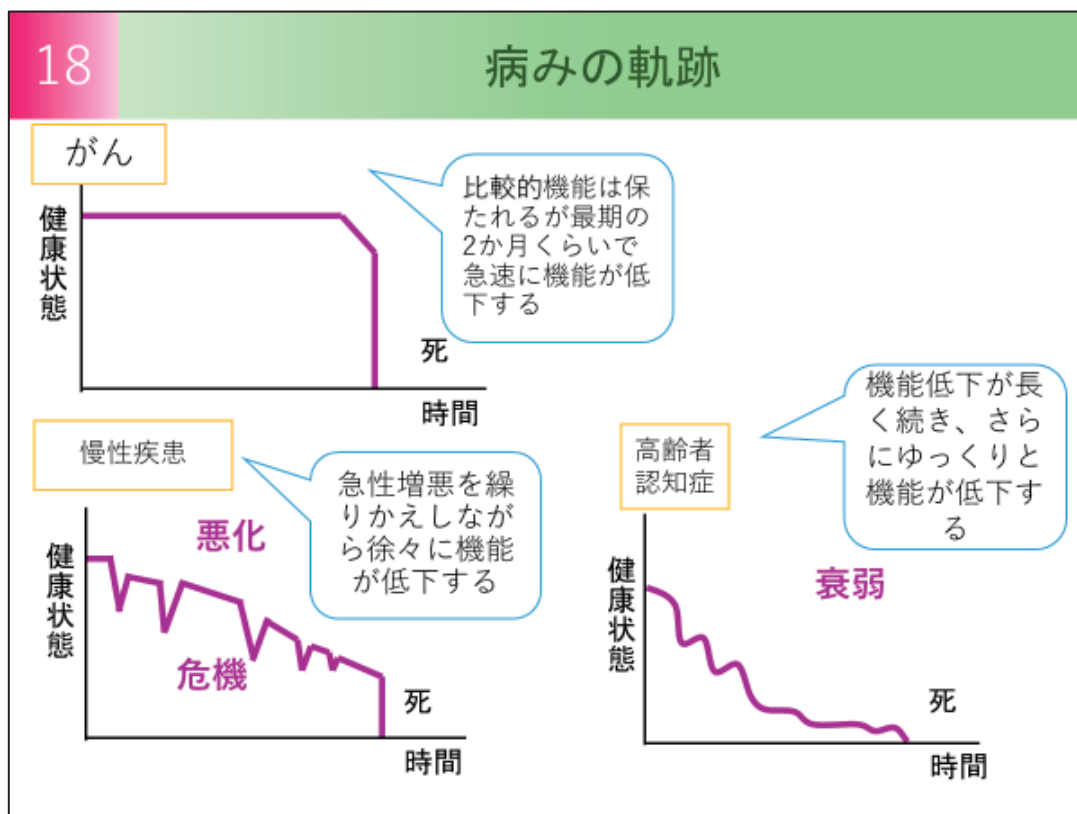 18
病みの軌跡
がん
比較的機能は保
たれるが最期の
2か月くらいで
急速に機能が低
下する
健康状態
死
時間
慢性疾患
急性増悪を繰
りかえしなが
ら徐々に機能
が低下する
悪化
健康状態
危機
死
時間
高齢者
認知症
機能低下が長
く続き、さら
にゆっくりと
機能が低下す
る
衰弱
健康状態
死
時間